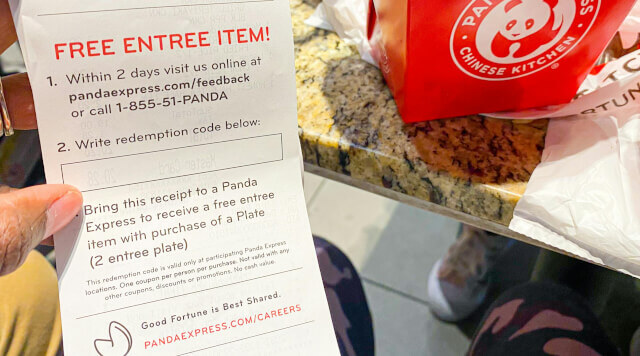 FREE ENTREE ITEM!
1. Within 2 days visit us online at
pandaexpress.com/feedback
or call 1-855-51-PANDA
2. Write redemption code below:
Bring this receipt to a Panda
Express to receive a free entree
item with purchase of a Plate
(2 entree plate)
This redemption code is valid only at participating Panda Express
locations. One coupon per person per purchase. Not valid with any
other coupons, discounts or promotions. No cash value.
Good Fortune is Best Shared.
PANDAEXPRESS.COM/CAREERS
CHINESE KITCHEN